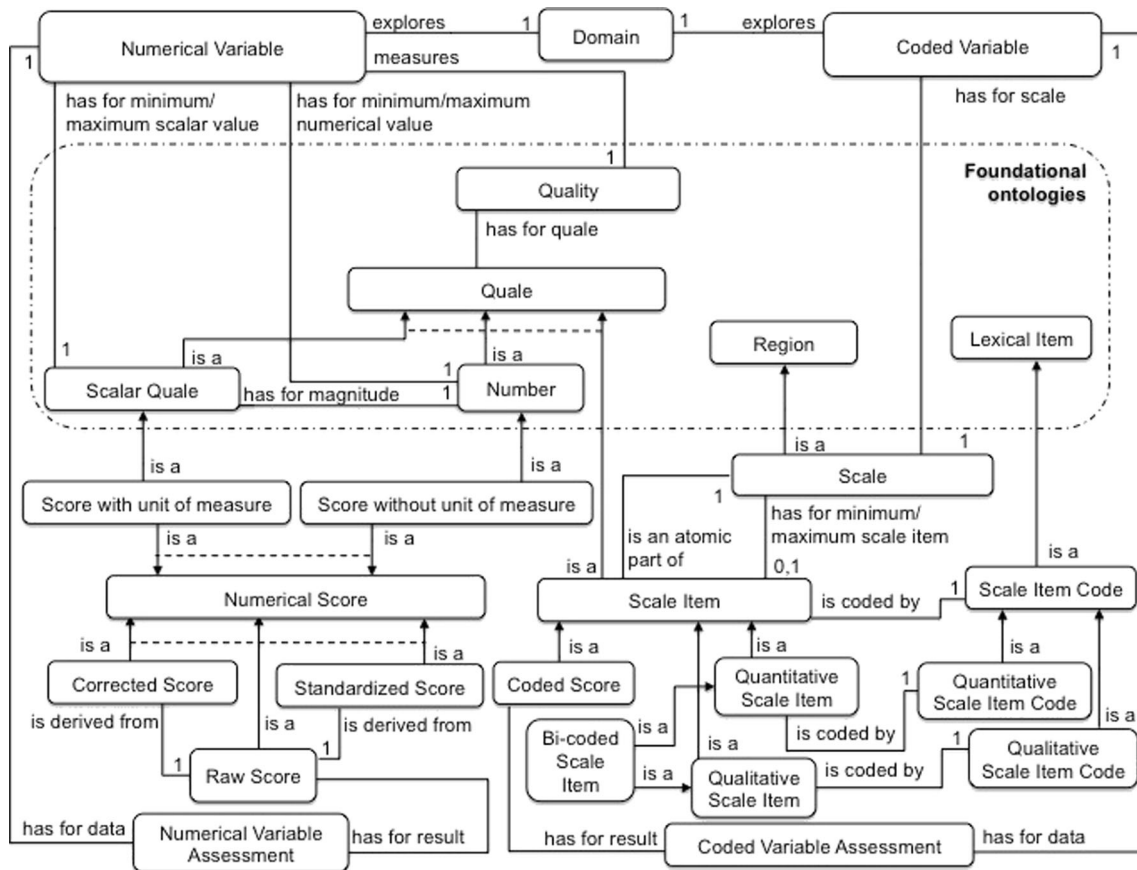 explores
1
1
Domain
1
explores
Numerical Variable
Coded Variable
1
1
measures
has for minimum/
maximum scalar value
has for minimum/maximum
numerical value
has for scale
1
Quality
Foundational
ontologies
has for quale
Quale
Region
Lexical Item
1
is a
is a
1
Scalar Quale
has for magnitude
1
Number
is a
is a
is a
1
Scale
Score with unit of measure
Score without unit of measure
1
is a
is a
has for minimum/
maximum scale item
is an atomic
part of
is a
0,1
is a
Numerical Score
Scale Item
is coded by
1
Scale Item Code
is a
is a
is a
is a
is a
Corrected Score
Standardized Score
Coded Score
Quantitative
Scale Item
1
Quantitative
Scale Item Code
is derived from
is a
is derived from
is a
is coded by
is a
Bi-coded
Scale
Item
is a
1
1
Raw Score
is a
Qualitative
Scale Item
is coded by
1
Qualitative
Scale Item Code
has for data
Numerical Variable
Assessment
has for result
has for result
Coded Variable Assessment
has for data